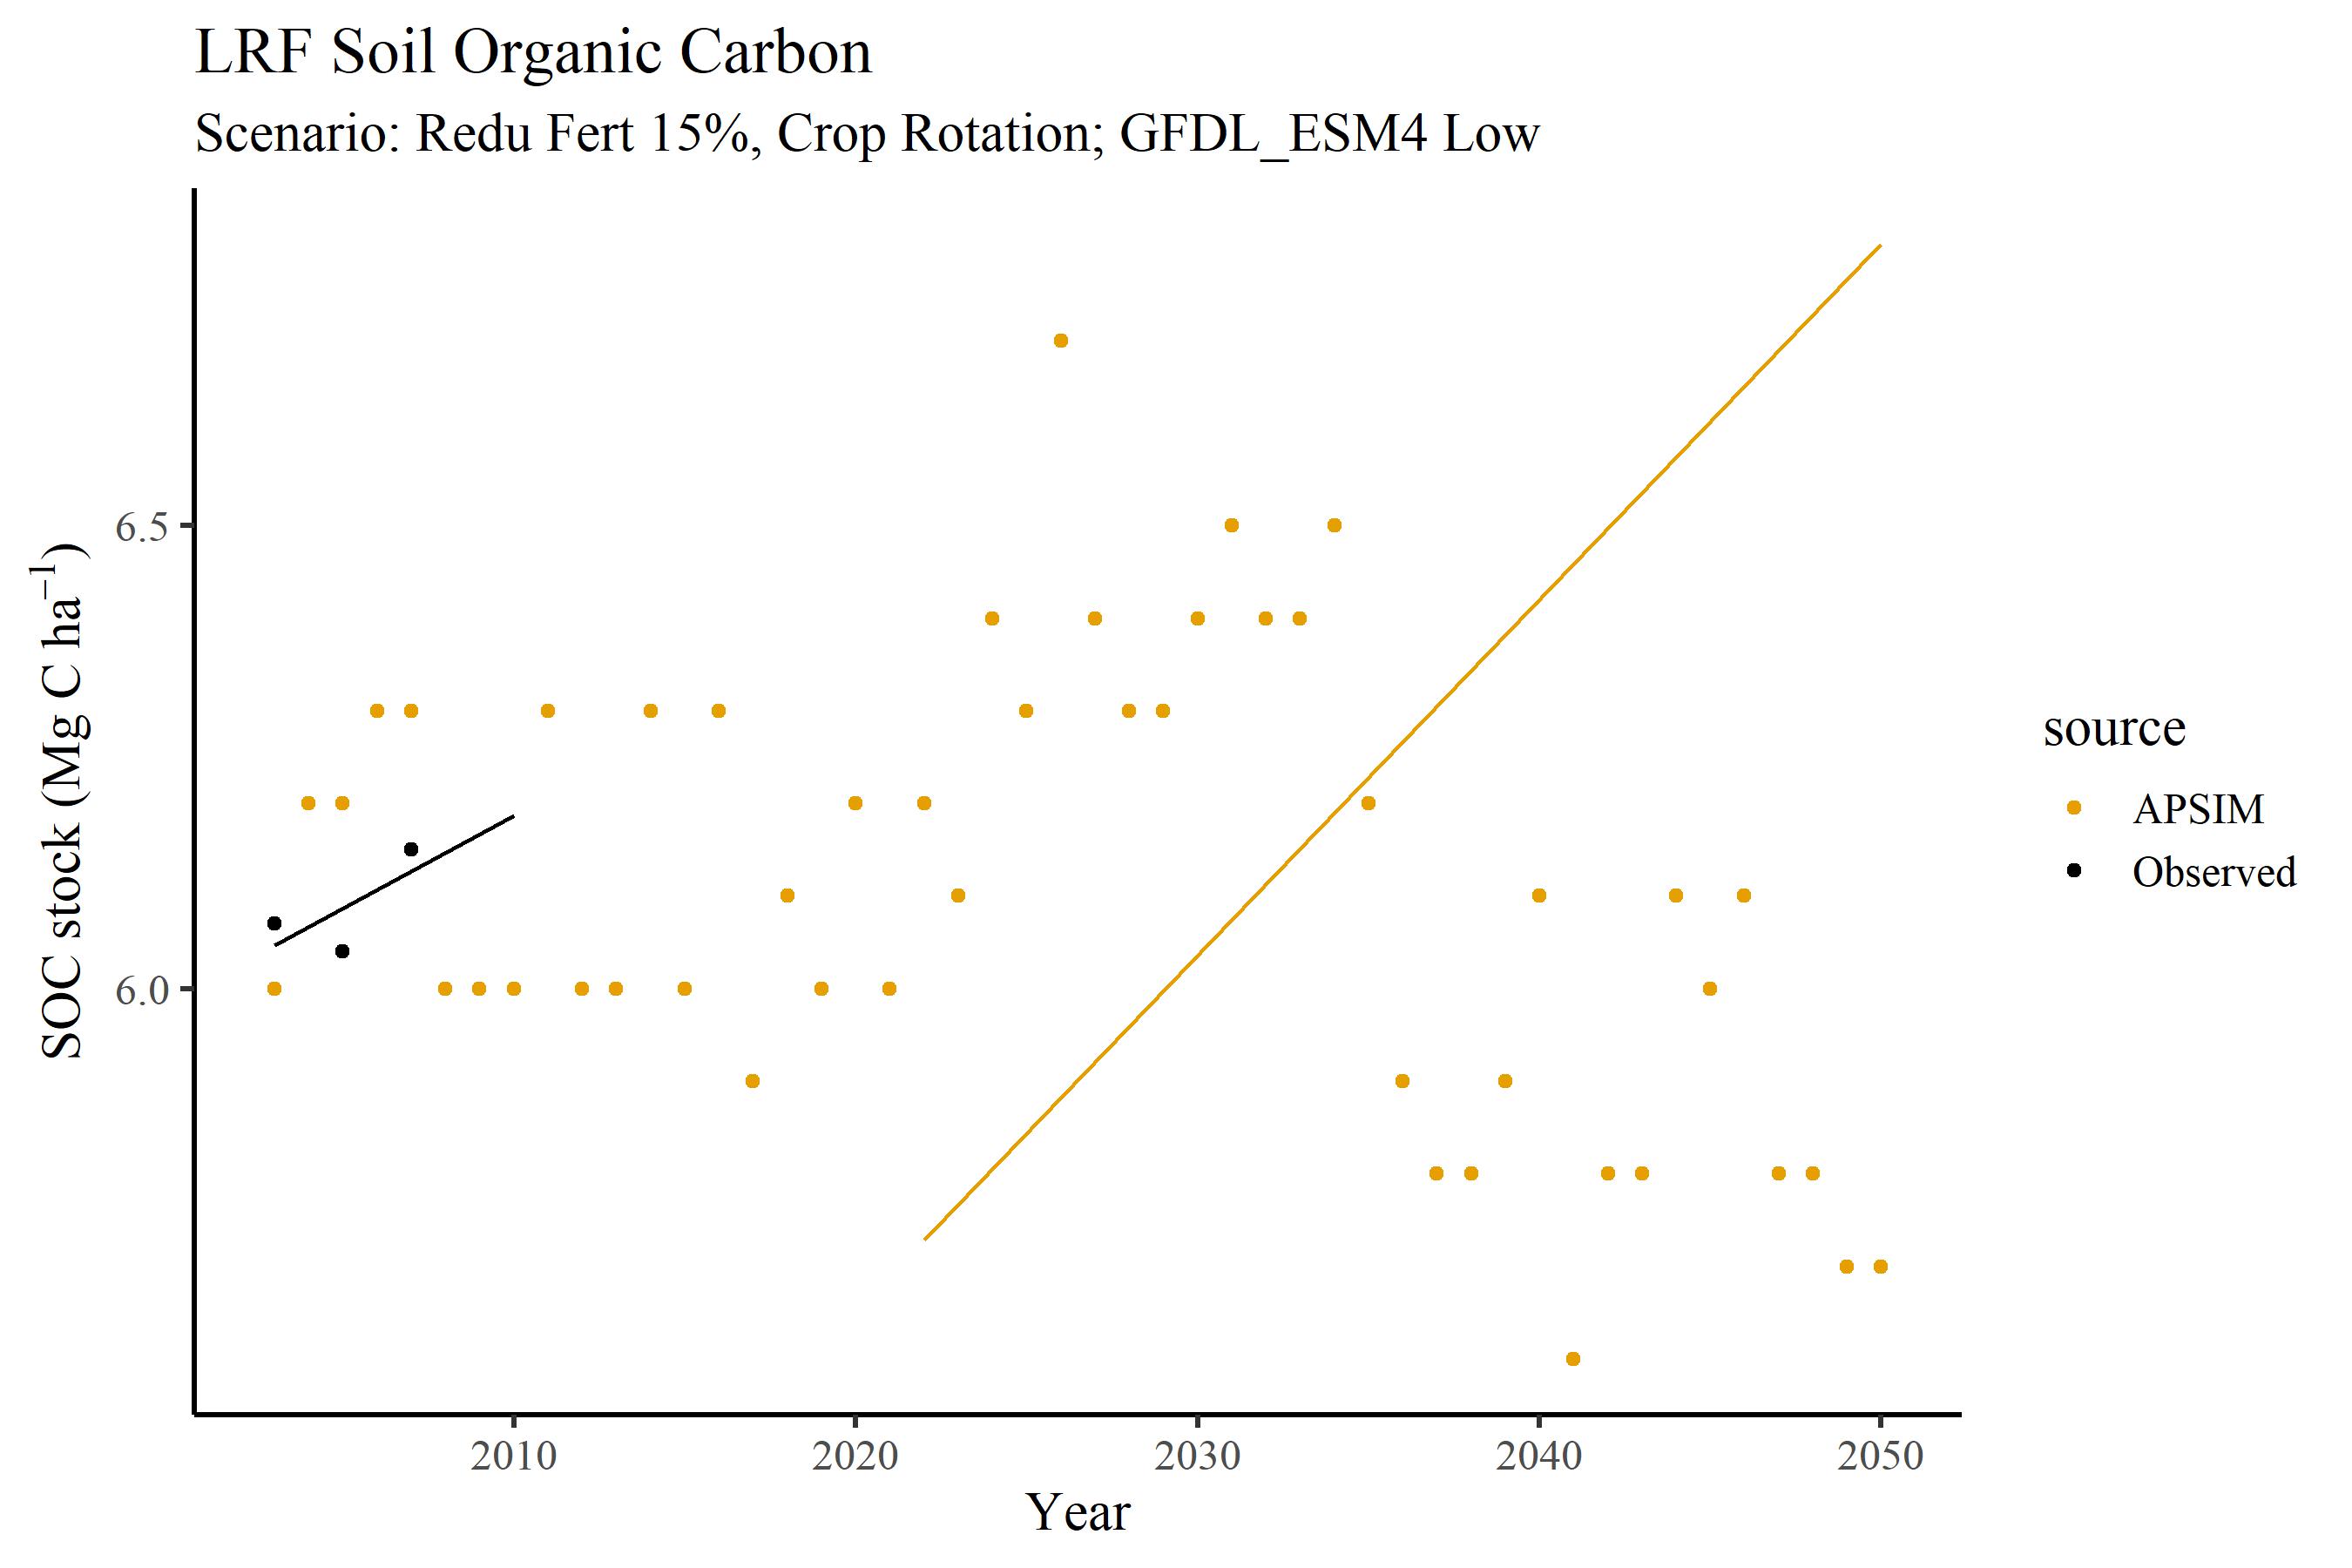 LRF Soil Organic Carbon
Scenario: Redu Fert 15%, Crop Rotation; GFDL_ESM4 Low
SOC stock (Mg C ha⁻¹)
6.5
6.0
2010 2020 2030 2040 2050
Year
source
APSIM
Observed